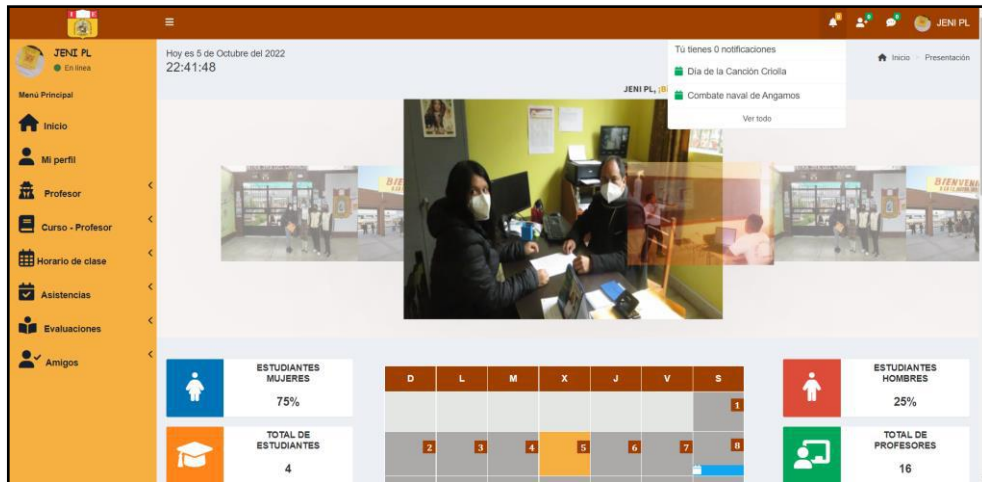 JENI PL
JENI PL
En línea
Menú Principal
Inicio
Mi perfil
Profesor
Curso - Profesor
Horario de clase
Asistencias
Evaluaciones
Amigos
Hoy es 5 de Octubre del 2022
22:41:48
Tú tienes 0 notificaciones
Día de la Canción Criolla
Combate naval de Angamos
Ver todo
Inicio > Presentación
JENI PL,
BIENVENI
ESTUDIANTES
MUJERES
75%
TOTAL DE
ESTUDIANTES
4
D L M X J V S
1
2 3 4 5 6 7 8
ESTUDIANTES
HOMBRES
25%
TOTAL DE
PROFESORES
16